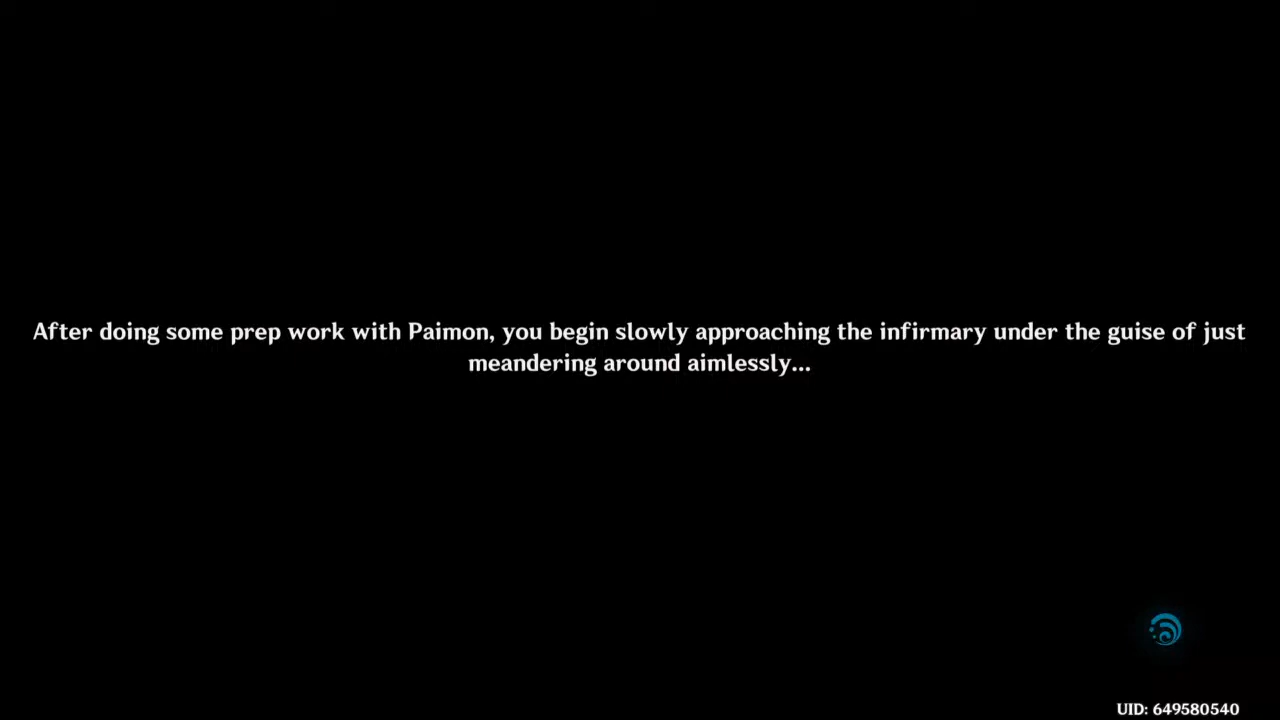 After doing some prep work with Paimon, you begin slowly approaching the infirmary under the guise of just
meandering around aimlessly...
UID: 649580540